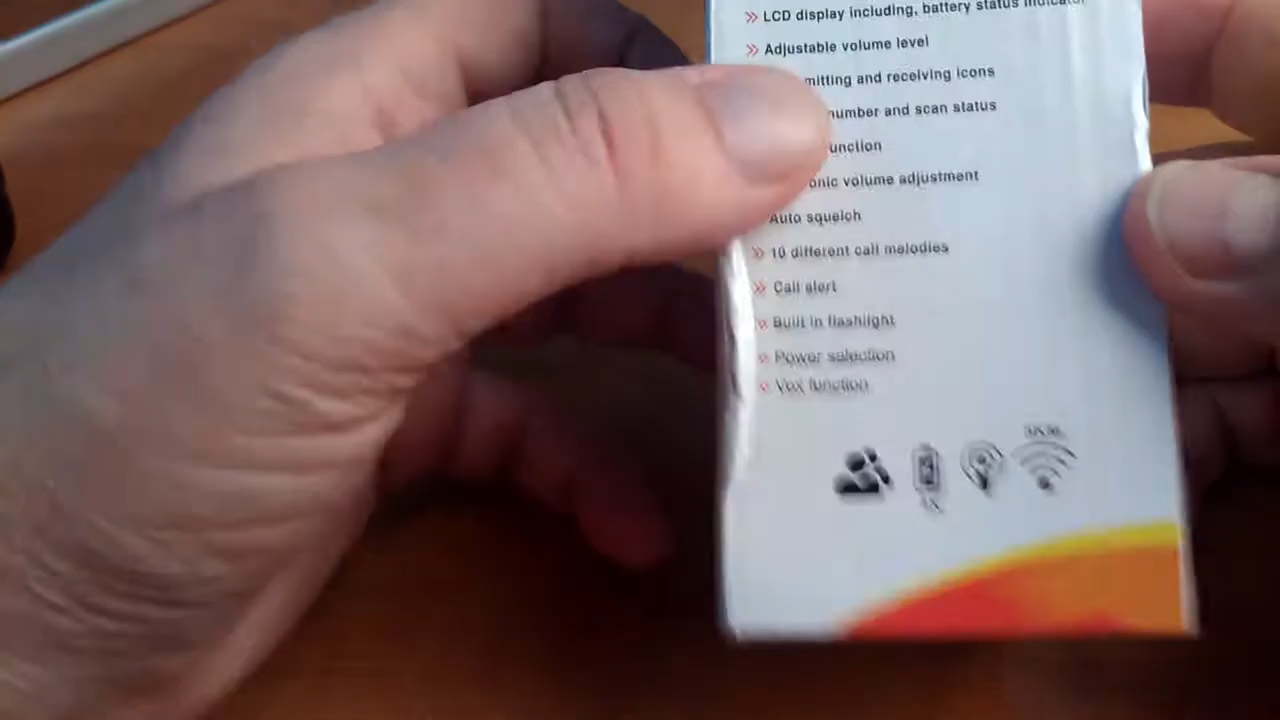 » LCD display including, battery status indicator
» Adjustable volume level
mitting and receiving icons
number and scan status
unction
onic volume adjustment
Auto squelch
» 10 different call melodies
» Call alert
» Built in flashlight
» Power selection
» Vox function